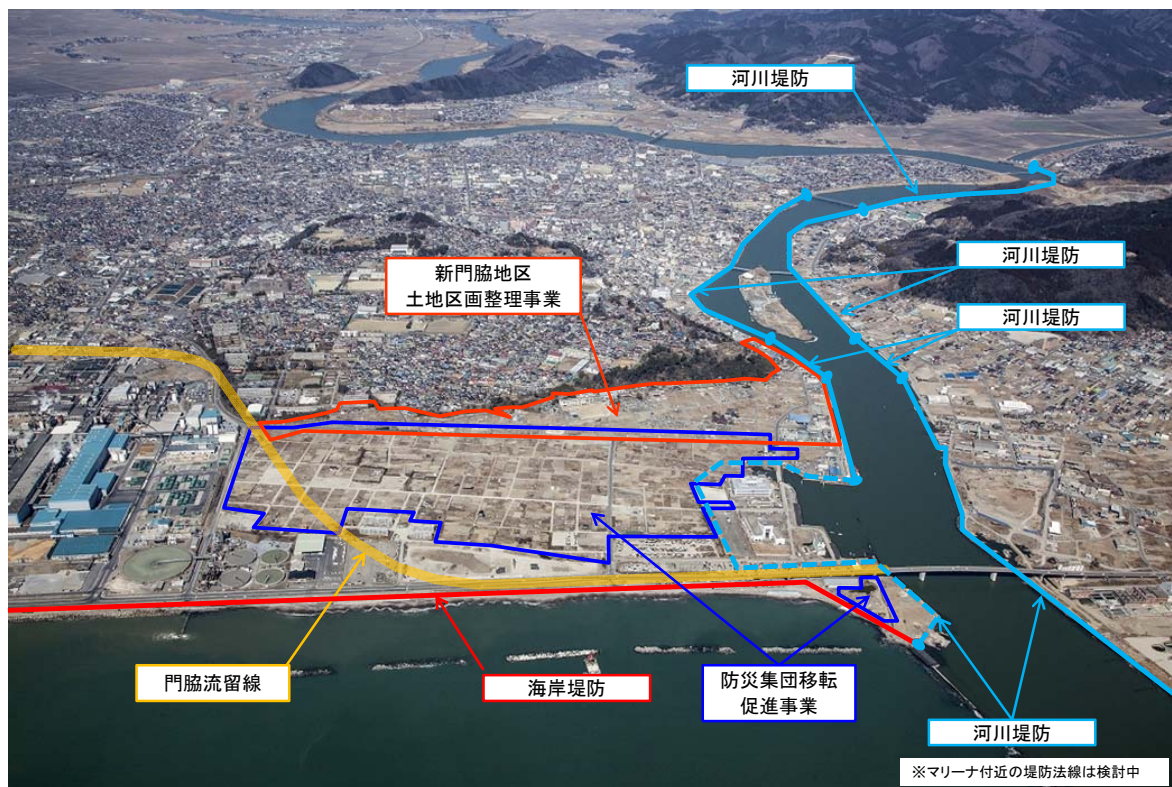 河川堤防
河川堤防
新門脇地区
土地区画整理事業
河川堤防
門脇流留線
海岸堤防
防災集団移転
促進事業
河川堤防
※マリーナ付近の堤防法線は検討中